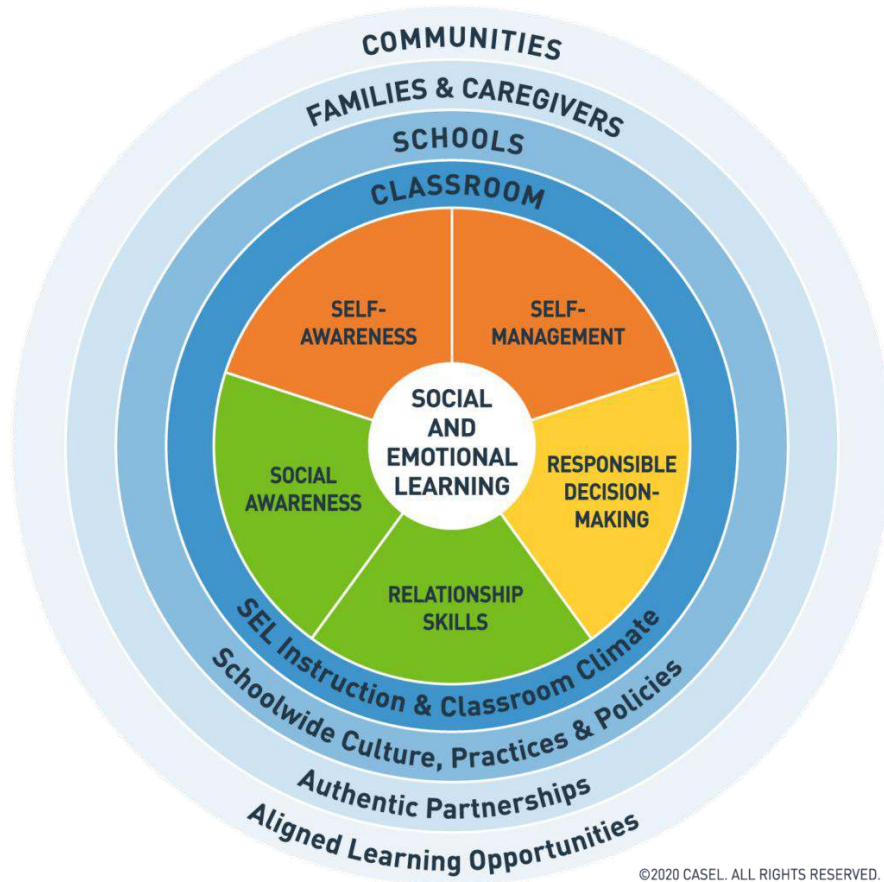 COMMUNITIES
FAMILIES & CAREGIVERS
SCHOOLS
CLASSROOM
SELF-
AWARENESS
SELF-
MANAGEMENT
SOCIAL
AND
EMOTIONAL
LEARNING
SOCIAL
AWARENESS
RESPONSIBLE
DECISION-
MAKING
RELATIONSHIP
SKILLS
SEL Instruction & Classroom Climate
Schoolwide Culture, Practices & Policies
Authentic Partnerships
Aligned Learning Opportunities
©2020 CASEL. ALL RIGHTS RESERVED.